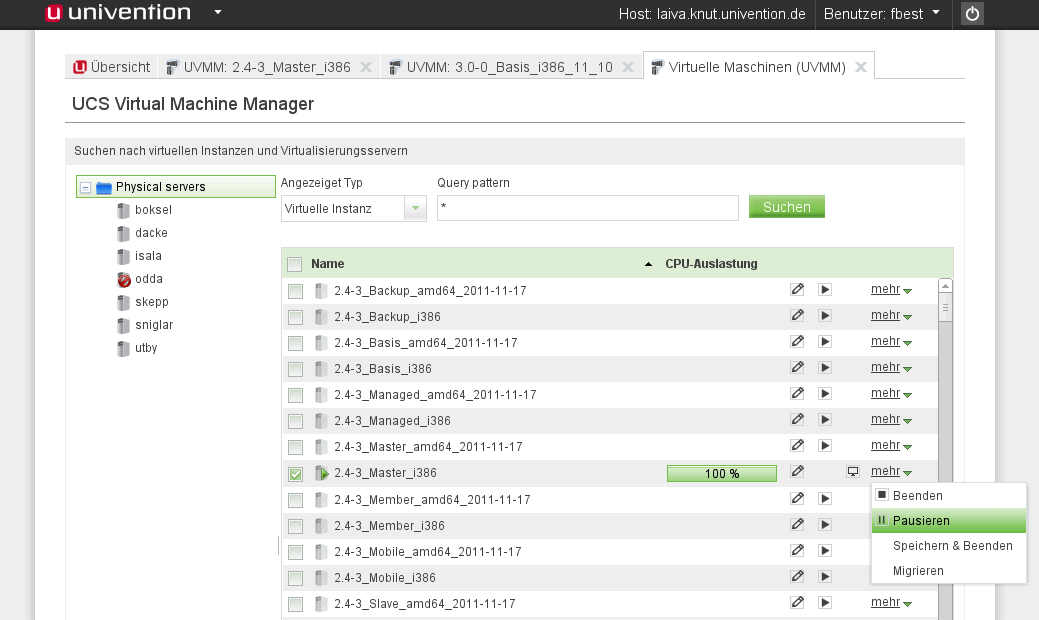 univention Host: laiva.knut.univention.de Benutzer: fbest
Übersicht UVMM: 2.4-3_Master_i386 UVMM: 3.0-0_Basis_i386_11_10 Virtuelle Maschinen (UVMM)
UCS Virtual Machine Manager
Suchen nach virtuellen Instanzen und Virtualisierungsservern
Physical servers
boksel
dacke
isala
odda
skepp
sniglar
utby
Angezeiget Typ Query pattern
Virtuelle Instanz * Suchen
Name CPU-Auslastung
2.4-3_Backup_amd64_2011-11-17 mehr
2.4-3_Backup_i386 mehr
2.4-3_Basis_amd64_2011-11-17 mehr
2.4-3_Basis_i386 mehr
2.4-3_Managed_amd64_2011-11-17 mehr
2.4-3_Managed_i386 mehr
2.4-3_Master_amd64_2011-11-17 mehr
2.4-3_Master_i386 100 % mehr
2.4-3_Member_amd64_2011-11-17
2.4-3_Member_i386
2.4-3_Mobile_amd64_2011-11-17
2.4-3_Mobile_i386
2.4-3_Slave_amd64_2011-11-17 mehr
Beenden
Pausieren
Speichern & Beenden
Migrieren